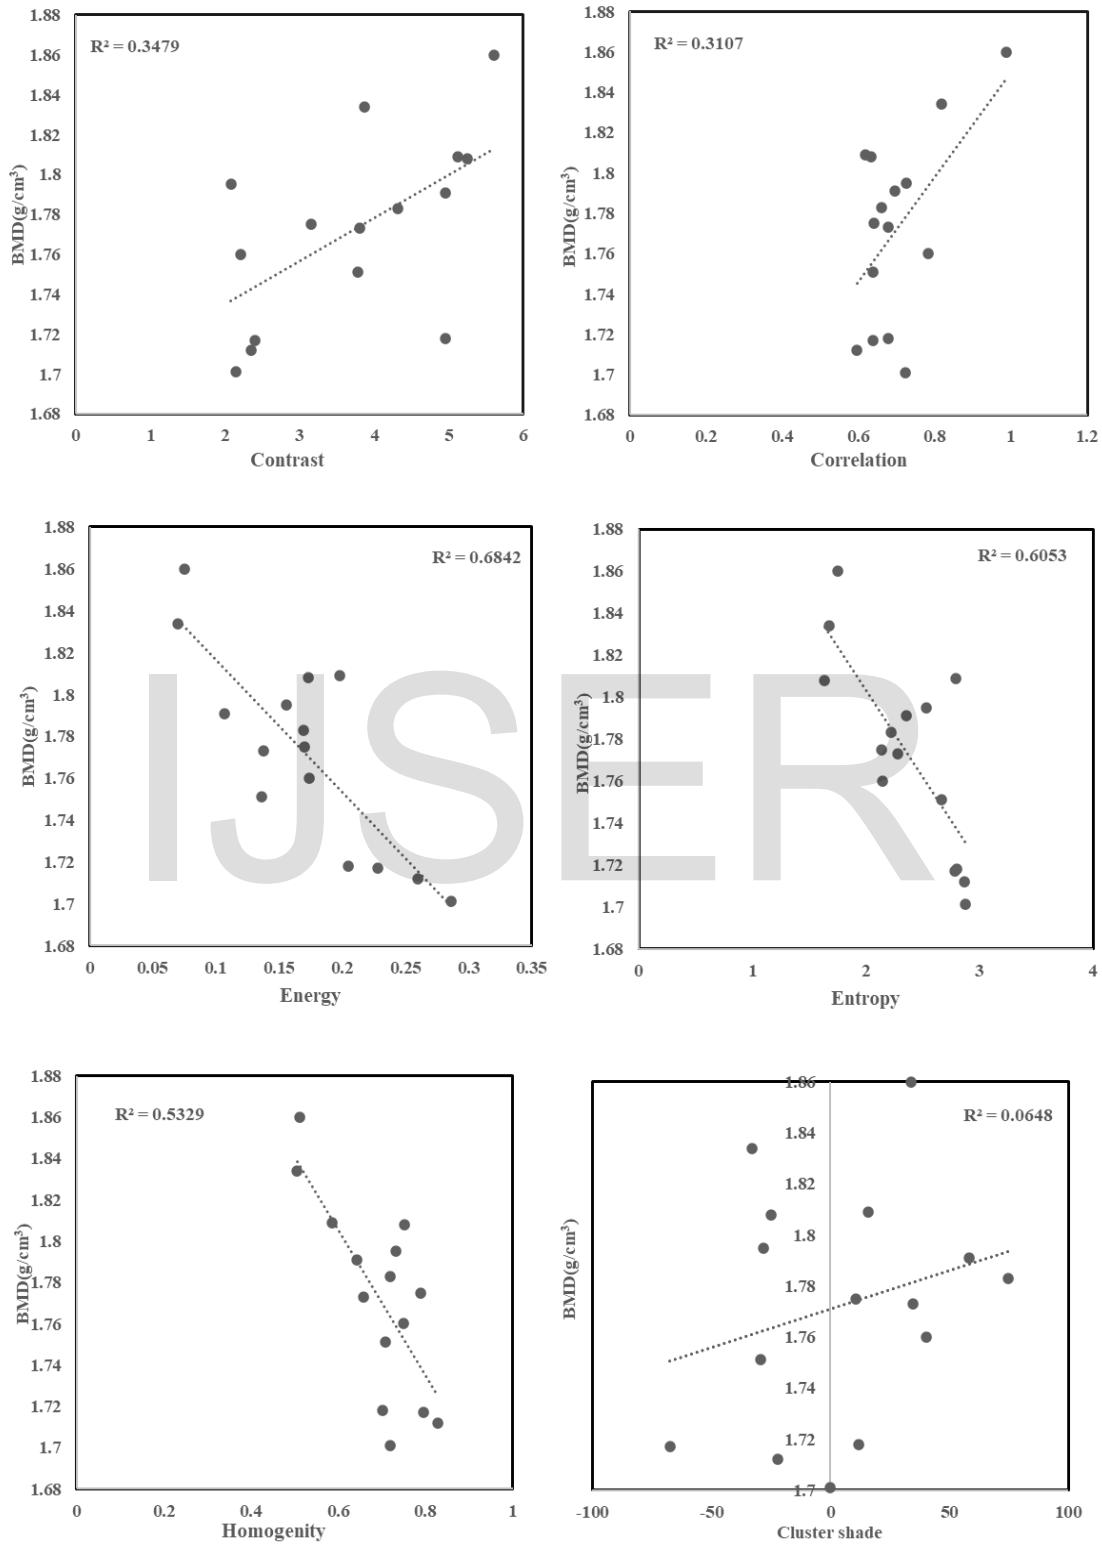 R² = 0.3479
BMD(g/cm³)
1.88
1.86
1.84
1.82
1.8
1.78
1.76
1.74
1.72
1.7
1.68
0 1 2 3 4 5 6
Contrast
R² = 0.3107
BMD(g/cm³)
1.88
1.86
1.84
1.82
1.8
1.78
1.76
1.74
1.72
1.7
1.68
0 0.2 0.4 0.6 0.8 1 1.2
Correlation
R² = 0.6842
BMD(g/cm³)
1.88
1.86
1.84
1.82
1.8
1.78
1.76
1.74
1.72
1.7
1.68
0 0.05 0.1 0.15 0.2 0.25 0.3 0.35
Energy
R² = 0.6053
BMD(g/cm³)
1.88
1.86
1.84
1.82
1.8
1.78
1.76
1.74
1.72
1.7
1.68
0 1 2 3 4
Entropy
IJSER
R² = 0.5329
BMD(g/cm³)
1.88
1.86
1.84
1.82
1.8
1.78
1.76
1.74
1.72
1.7
1.68
0 0.2 0.4 0.6 0.8 1
Homogenity
R² = 0.0648
BMD(g/cm³)
1.86
1.84
1.82
1.8
1.78
1.76
1.74
1.72
1.7
-100 -50 0 50 100
Cluster shade